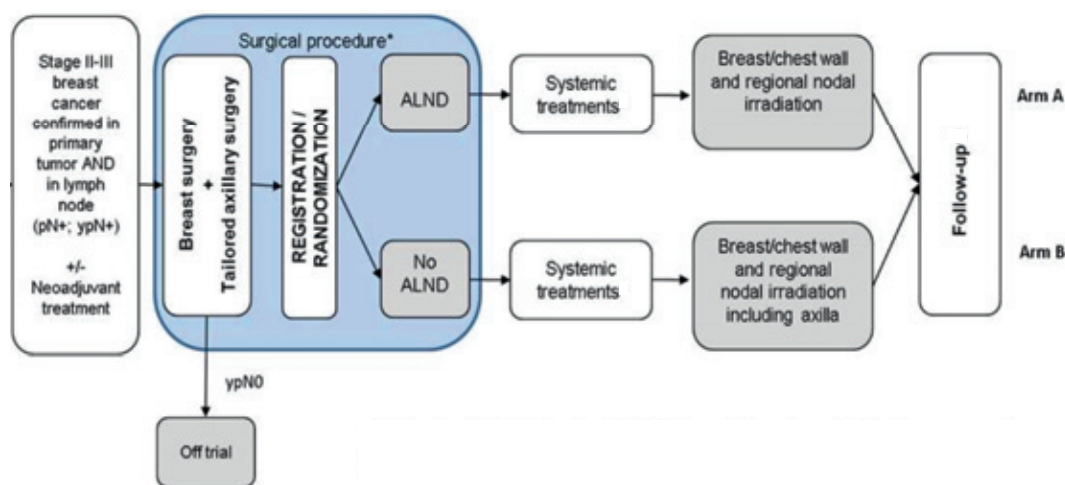 Stage II-III
breast
cancer
confirmed in
primary
tumor AND
in lymph
node
(pN+; ypN+)
+/-
Neoadjuvant
treatment
Surgical procedure*
Breast surgery
+
Tailored axillary surgery
REGISTRATION /
RANDOMIZATION
ALND
Systemic
treatments
Breast/chest wall
and regional nodal
irradiation
Arm A
No
ALND
Systemic
treatments
Breast/chest wall
and regional
nodal irradiation
including axilla
Arm B
Follow-up
ypN0
Off trial